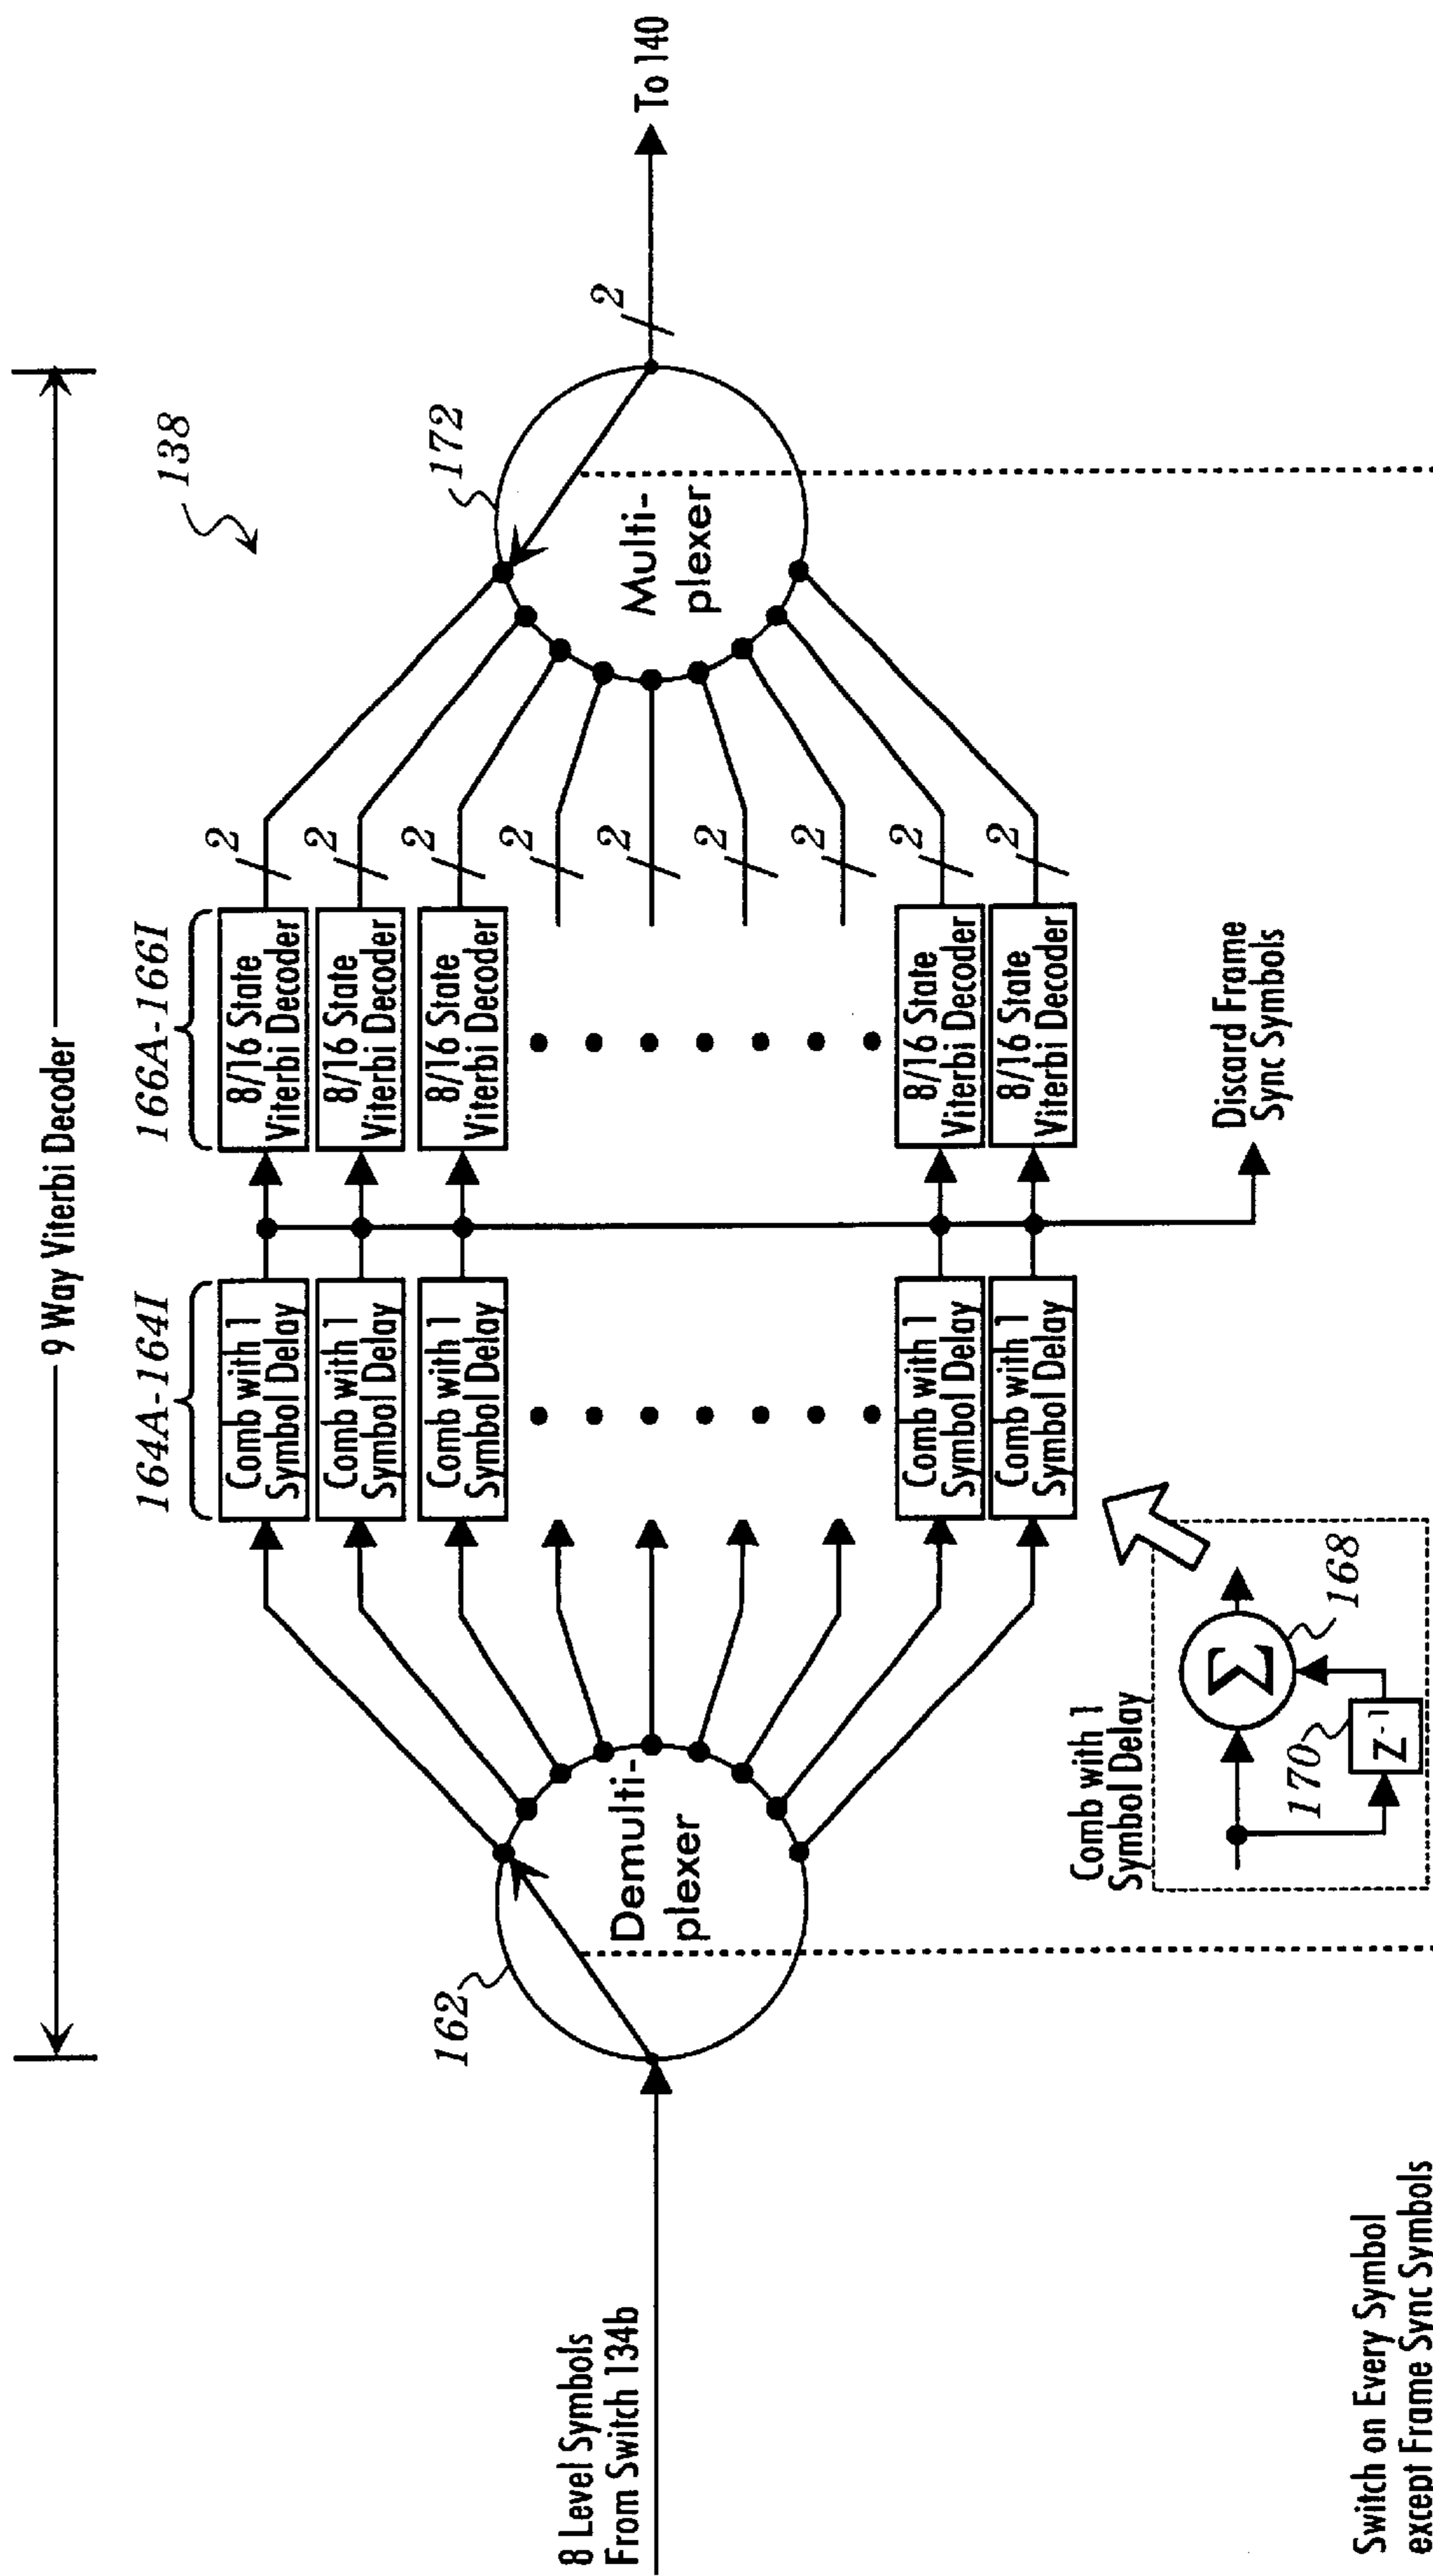 9 Way Viterbi Decoder
138
164A-164I
166A-166I
162
172
8 Level Symbols
From Switch 134b
Demulti-
plexer
Comb with 1
Symbol Delay
Comb with 1
Symbol Delay
Comb with 1
Symbol Delay
Comb with 1
Symbol Delay
Comb with 1
Symbol Delay
8/16 State
Viterbi Decoder
8/16 State
Viterbi Decoder
8/16 State
Viterbi Decoder
8/16 State
Viterbi Decoder
8/16 State
Viterbi Decoder
2
2
2
2
2
2
2
2
2
Multi-
plexer
2
To 140
Discard Frame
Sync Symbols
Comb with 1
Symbol Delay
Σ
168
170
Z-1
Switch on Every Symbol
except Frame Sync Symbols